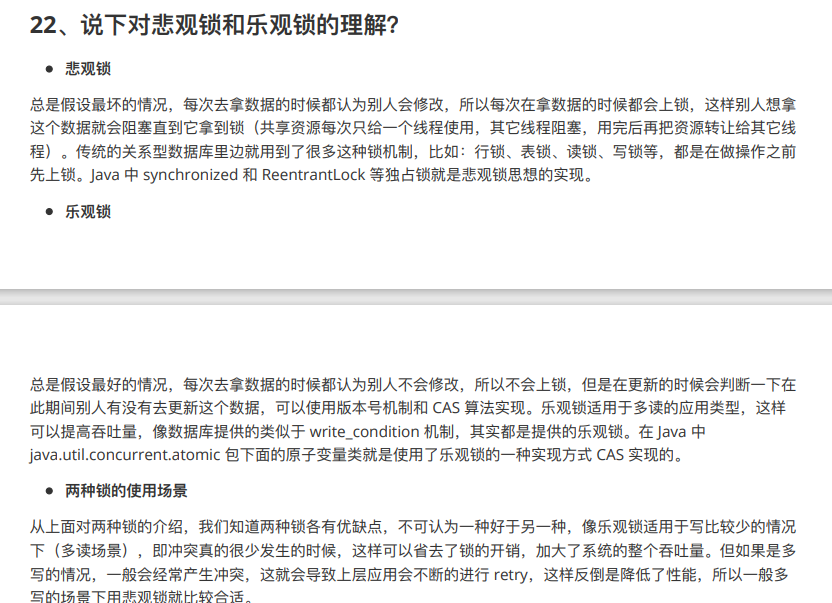 22、说下对悲观锁和乐观锁的理解？
• 悲观锁
总是假设最坏的情况，每次去拿数据的时候都认为别人会修改，所以每次在拿数据的时候都会上锁，这样别人想拿
这个数据就会阻塞直到它拿到锁（共享资源每次只给一个线程使用，其它线程阻塞，用完后再把资源转让给其它线
程）。传统的关系型数据库里边就用到了很多这种锁机制，比如：行锁、表锁、读锁、写锁等，都是在做操作之前
先上锁。Java 中 synchronized 和 ReentrantLock 等独占锁就是悲观锁思想的实现。
• 乐观锁
总是假设最好的情况，每次去拿数据的时候都认为别人不会修改，所以不会上锁，但是在更新的时候会判断一下在
此期间别人有没有去更新这个数据，可以使用版本号机制和 CAS 算法实现。乐观锁适用于多读的应用类型，这样
可以提高吞吐量，像数据库提供的类似于 write_condition 机制，其实都是提供的乐观锁。在 Java 中
java.util.concurrent.atomic 包下面的原子变量类就是使用了乐观锁的一种实现方式 CAS 实现的。
• 两种锁的使用场景
从上面对两种锁的介绍，我们知道两种锁各有优缺点，不可认为一种好于另一种，像乐观锁适用于写比较少的情况
下（多读场景），即冲突真的很少发生的时候，这样可以省去了锁的开销，加大了系统的整个吞吐量。但如果是多
写的情况，一般会经常产生冲突，这就会导致上层应用会不断的进行 retry，这样反倒是降低了性能，所以一般多
写的场景下用悲观锁就比较合适。